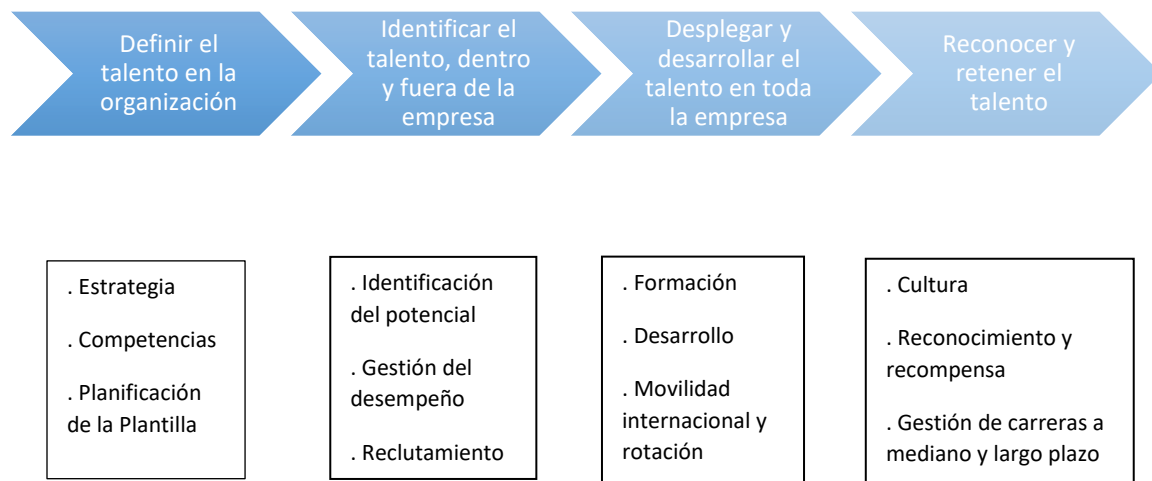 Definir el
talento en la
organización
Identificar el
talento, dentro
y fuera de la
empresa
Desplegar y
desarrollar el
talento en toda
la empresa
Reconocer y
retener el
talento
. Estrategia
. Competencias
. Planificación
de la Plantilla
. Identificación
del potencial
. Gestión del
desempeño
. Reclutamiento
. Formación
. Desarrollo
. Movilidad
internacional y
rotación
. Cultura
. Reconocimiento y
recompensa
. Gestión de carreras a
mediano y largo plazo